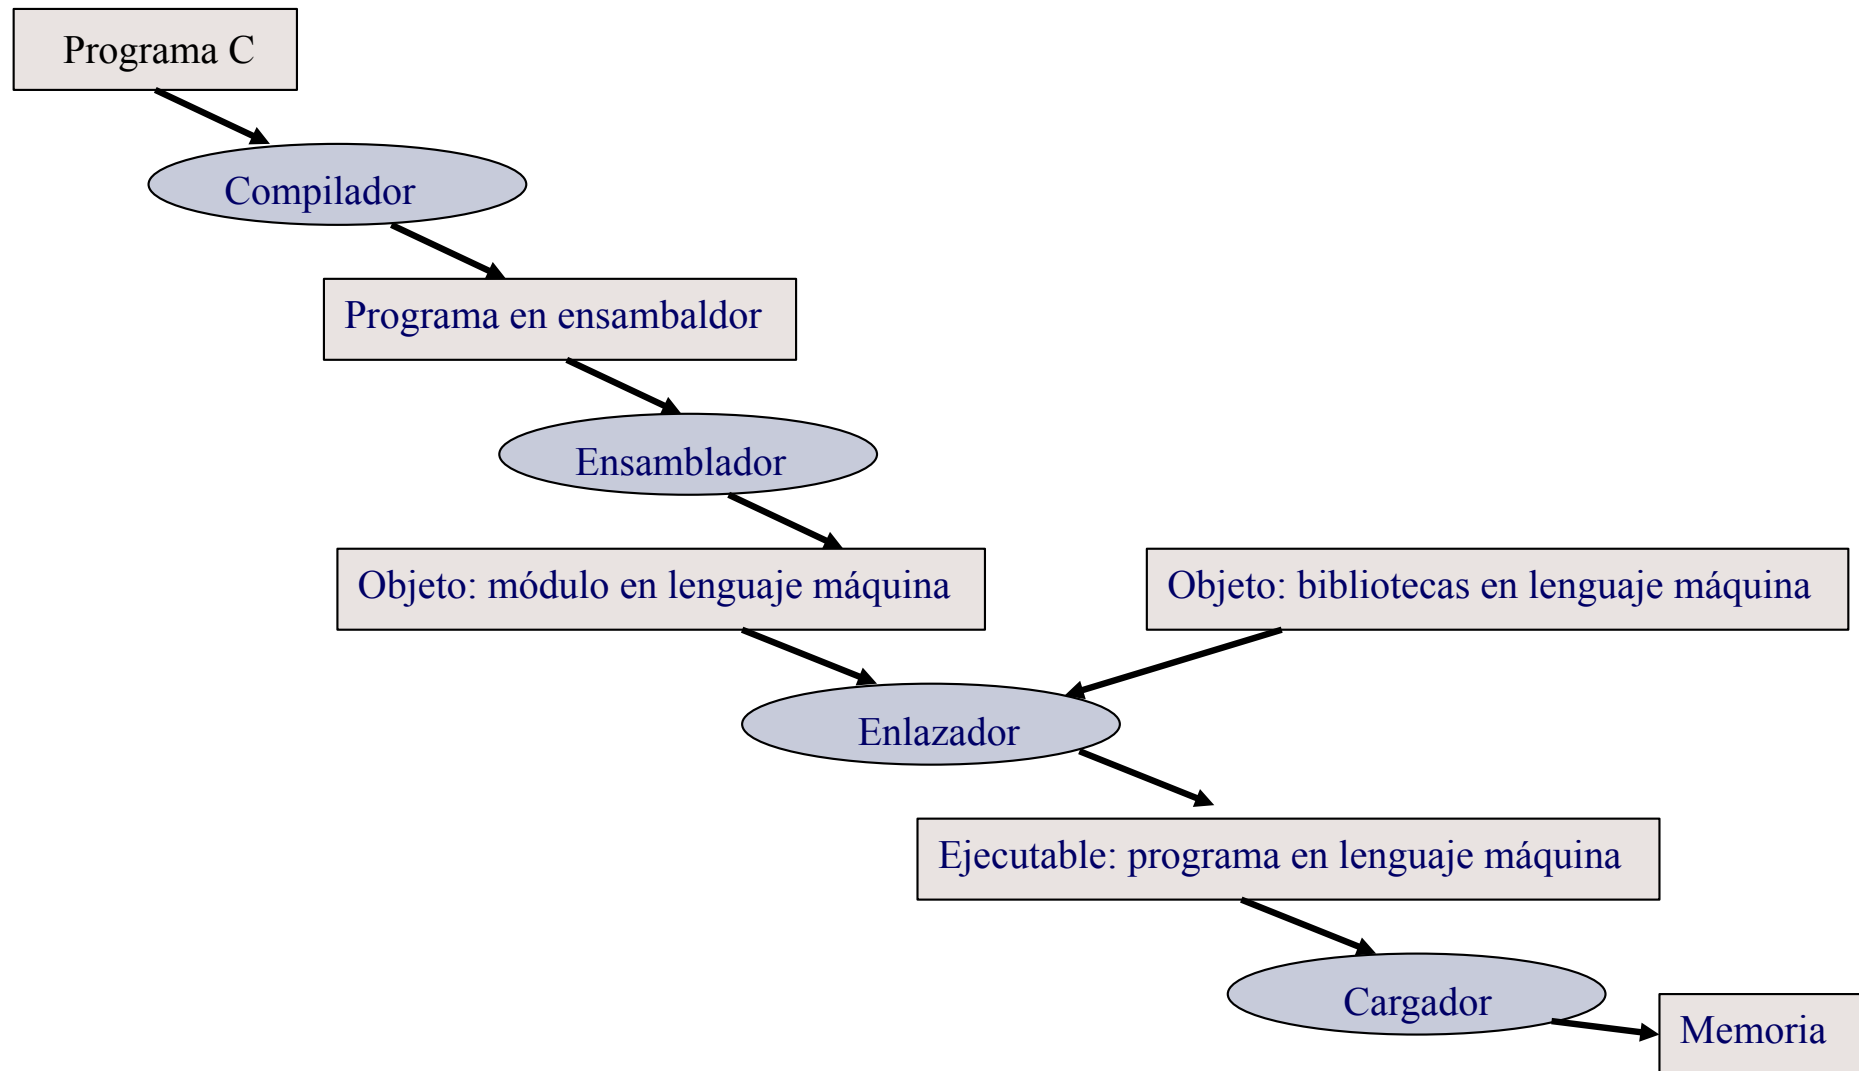 Programa C
Compilador
Programa en ensambaldor
Ensamblador
Objeto: módulo en lenguaje máquina
Objeto: bibliotecas en lenguaje máquina
Enlazador
Ejecutable: programa en lenguaje máquina
Cargador
Memoria